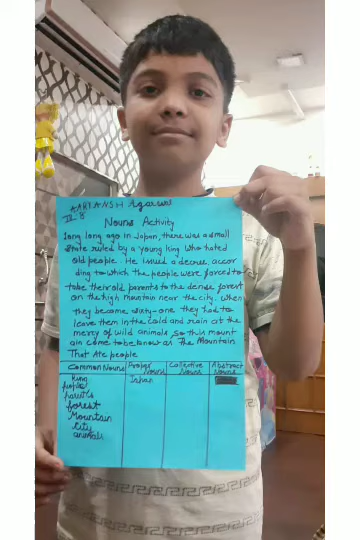 AARYANSH Agarwal
III-B
Nouns Activity
Long long ago in Japan, there was a small
state ruled by a young king who hated
old people. He issued a decree, accor
ding to which the people were forced to
take their old parents to the dense forest
on the high mountain near the city. When
they became sixty-one they had to
leave them in the cold and rain at the
mercy of wild animals so this mount
ain come to be know as the Mountain
That Ate people
Common Nouns Proper Nouns Collective Nouns Abstract Nouns
King Japan
people
parents
forest
Mountain
City
animals